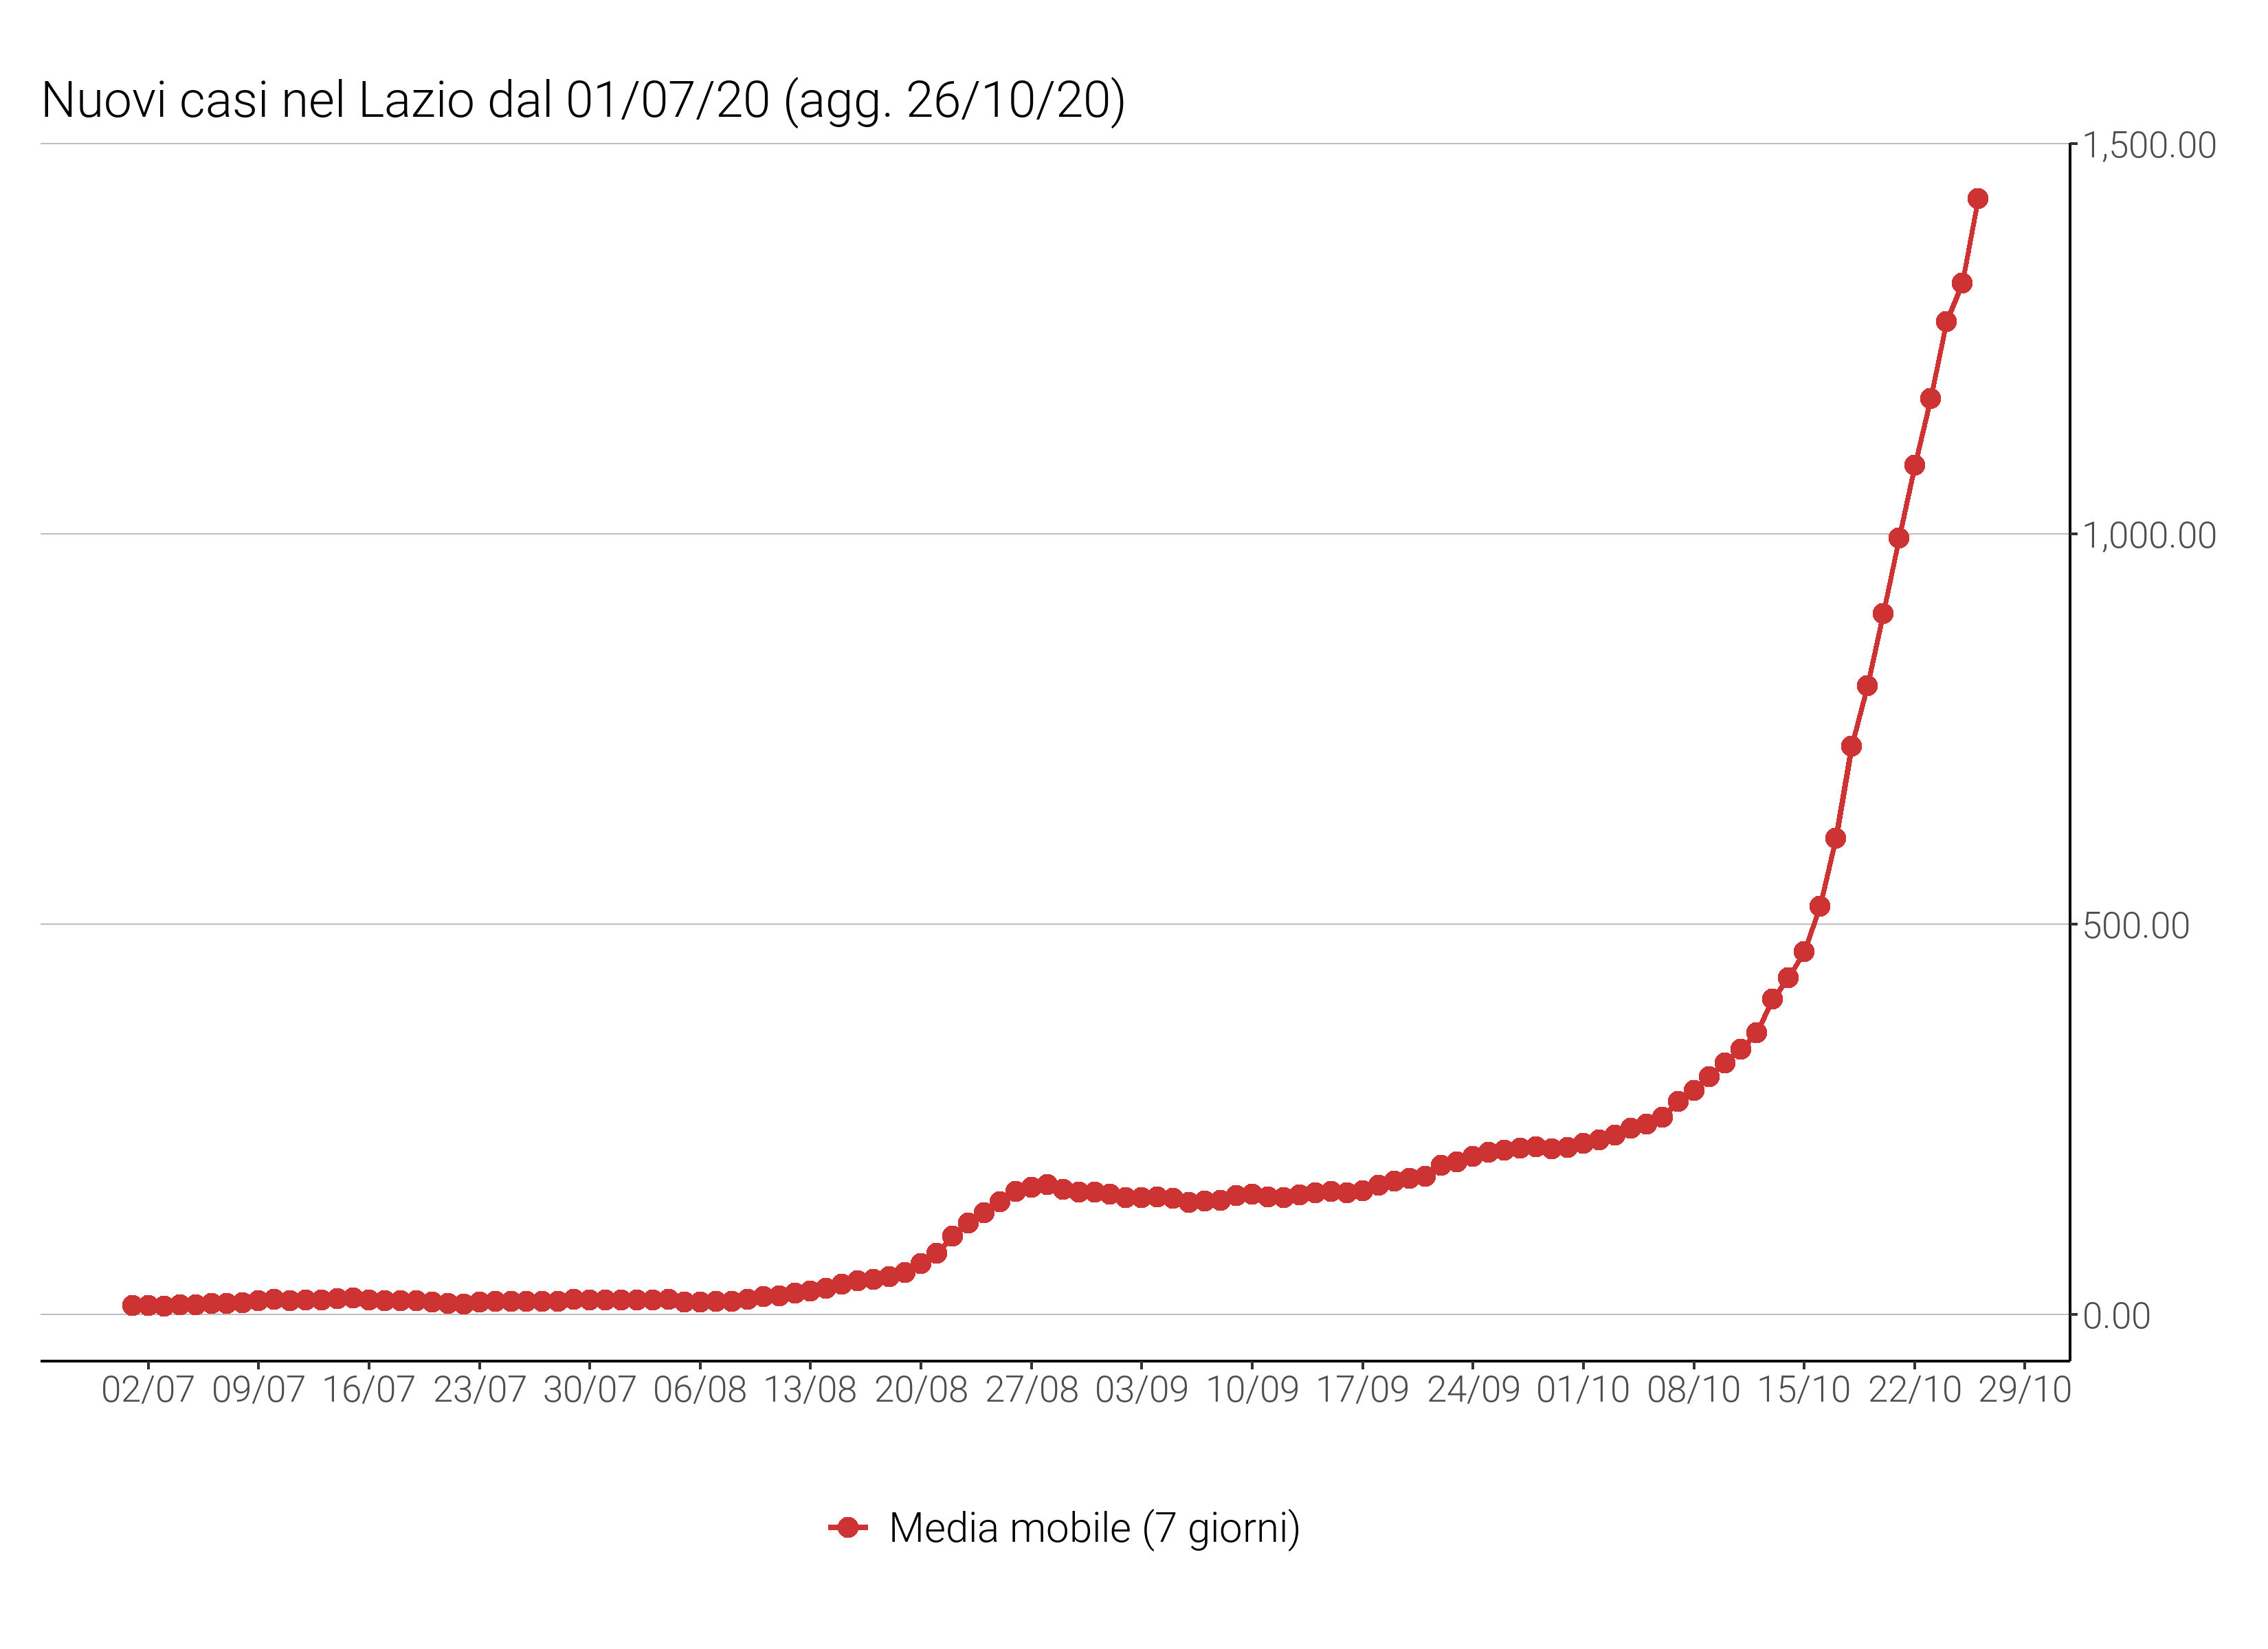 Nuovi casi nel Lazio dal 01/07/20 (agg. 26/10/20)
1,500.00
1,000.00
500.00
0.00
02/07 09/07 16/07 23/07 30/07 06/08 13/08 20/08 27/08 03/09 10/09 17/09 24/09 01/10 08/10 15/10 22/10 29/10
Media mobile (7 giorni)